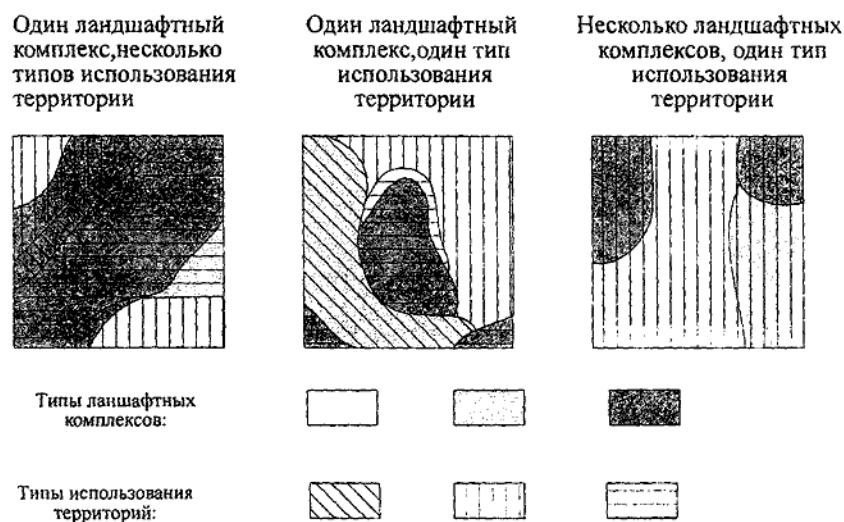 Один ландшафтный
комплекс,несколько
типов использования
территории
Один ландшафтный
комплекс,один тип
использования
территории
Несколько ландшафтных
комплексов, один тип
использования
территории
Типы ланшафтных
комплексов:
Типы использования
территорий: